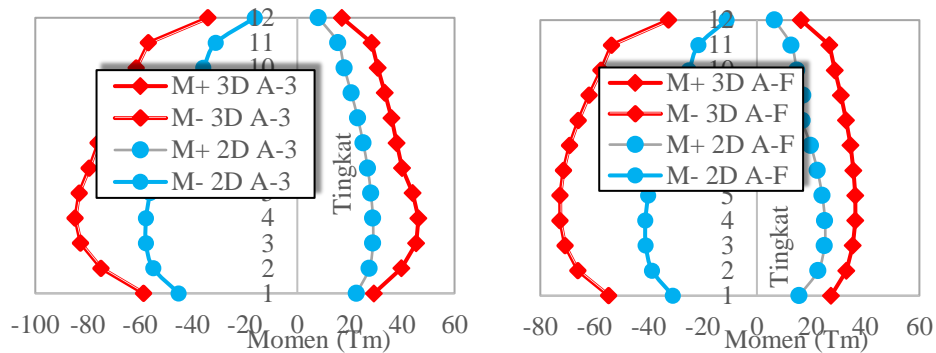 12
11
10
M+ 3D A-3
M- 3D A-3
M+ 2D A-3
M- 2D A-3
Tingkat
4
3
2
1
-100 -80 -60 -40 -20 0 20 40 60
Momen (Tm)
12
11
10
M+ 3D A-F
M- 3D A-F
M+ 2D A-F
M- 2D A-F
Tingkat
5
4
3
2
1
-80 -60 -40 -20 0 20 40 60
Momen (Tm)